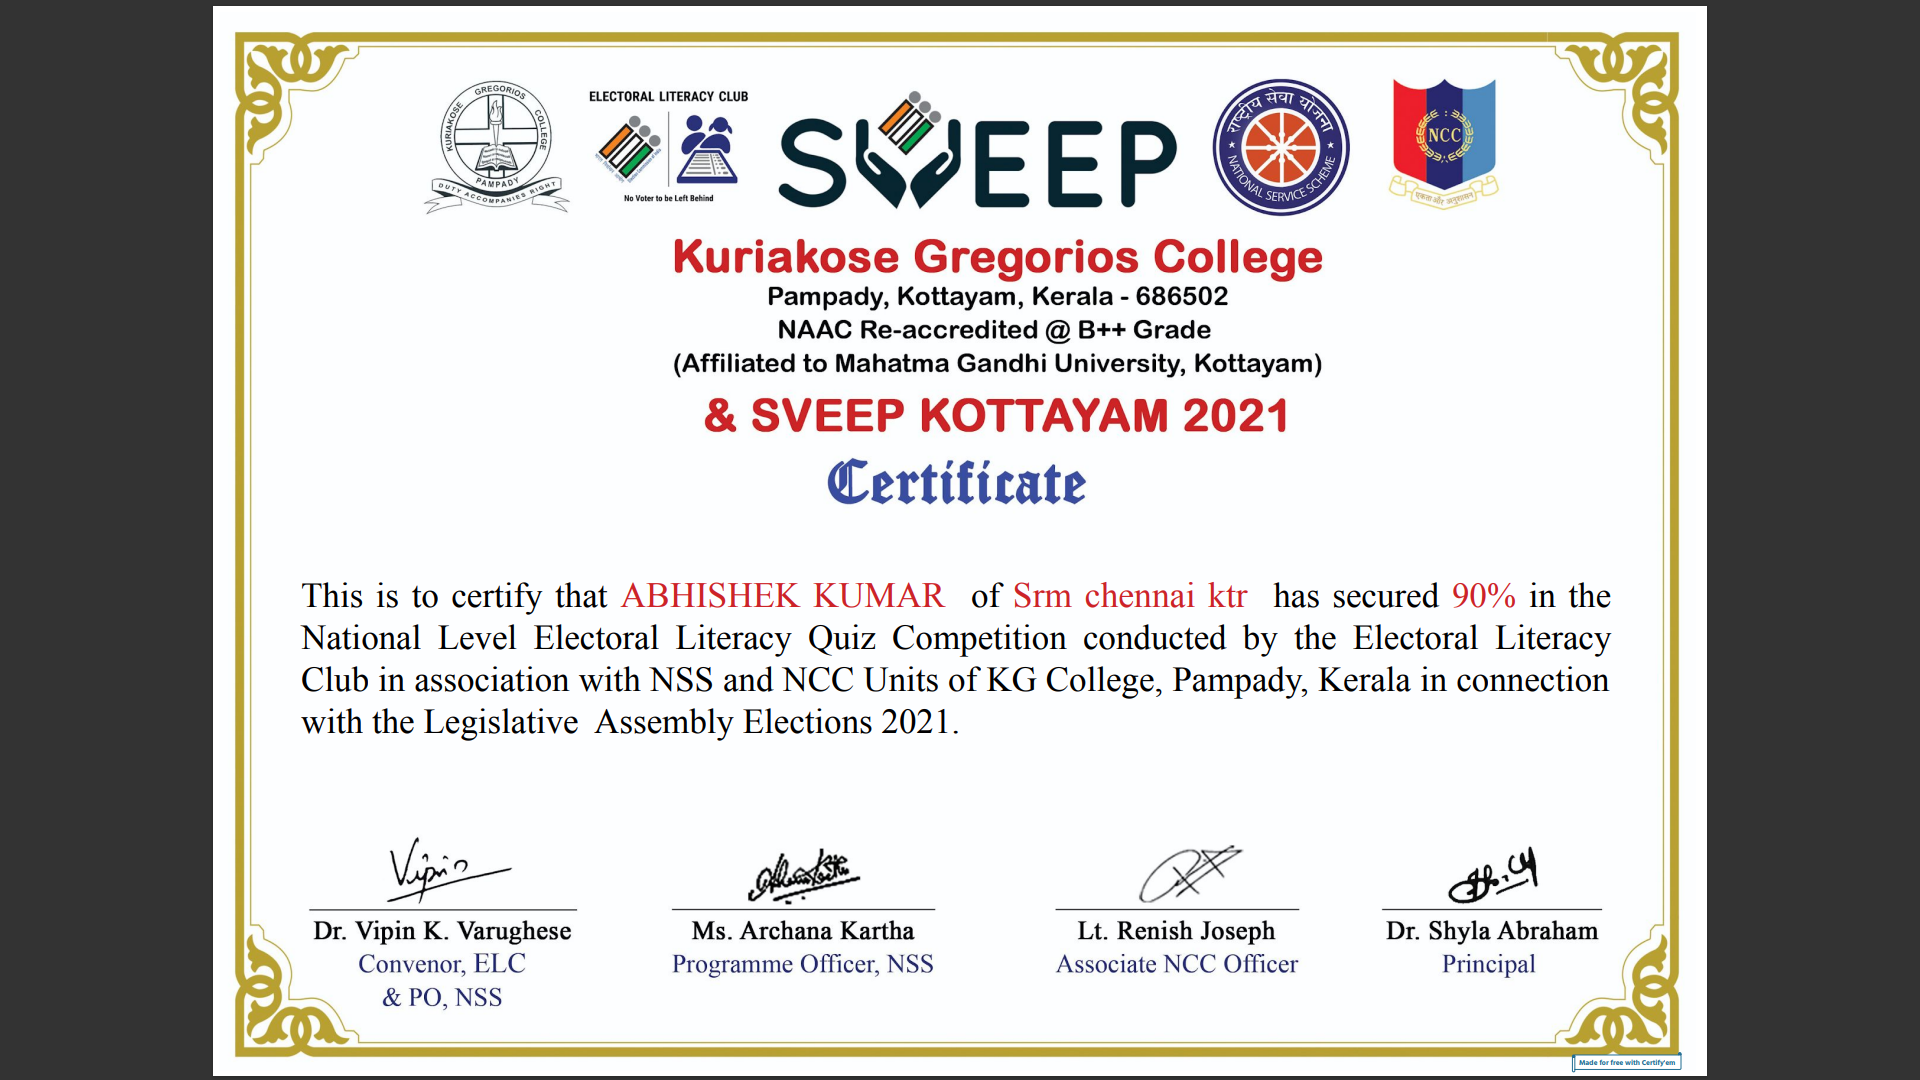 KURIAKOSE GREGORIOS COLLEGE
PAMPADY
DUTY ACCOMPANIES RIGHT
ELECTORAL LITERACY CLUB
No Voter to be Left Behind
SVEEP
राष्ट्रीय सेवा योजना
NATIONAL SERVICE SCHEME
NCC
एकता और अनुशासन
Kuriakose Gregorios College
Pampady, Kottayam, Kerala - 686502
NAAC Re-accredited @ B++ Grade
(Affiliated to Mahatma Gandhi University, Kottayam)
& SVEEP KOTTAYAM 2021
Certificate
This is to certify that ABHISHEK KUMAR of Srm chennai ktr has secured 90% in the
National Level Electoral Literacy Quiz Competition conducted by the Electoral Literacy
Club in association with NSS and NCC Units of KG College, Pampady, Kerala in connection
with the Legislative Assembly Elections 2021.
Vipin
Dr. Vipin K. Varughese
Convenor, ELC
& PO, NSS
Ms. Archana Kartha
Programme Officer, NSS
Lt. Renish Joseph
Associate NCC Officer
Dr. Shyla Abraham
Principal
Made for free with Certify'em